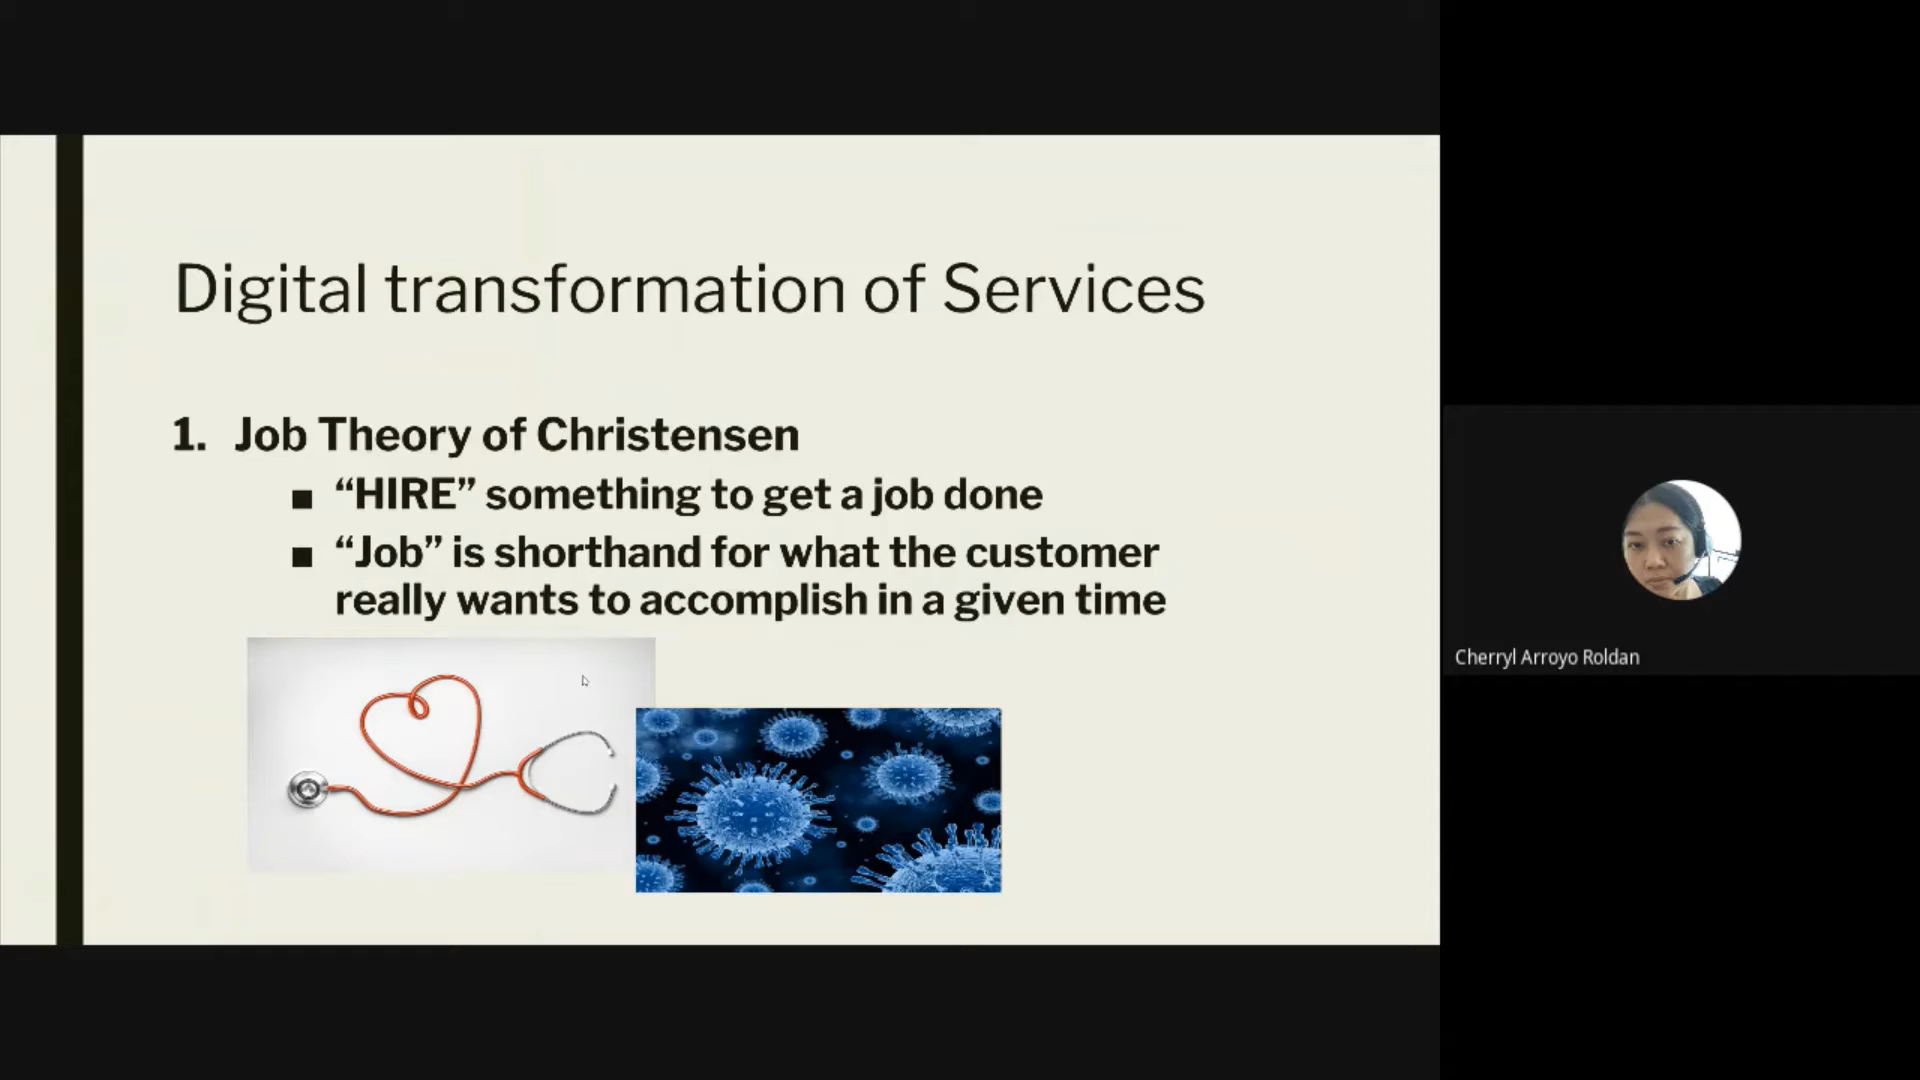 Digital transformation of Services
1. Job Theory of Christensen
■ “HIRE” something to get a job done
■ “Job” is shorthand for what the customer
really wants to accomplish in a given time
Cherryl Arroyo Roldan